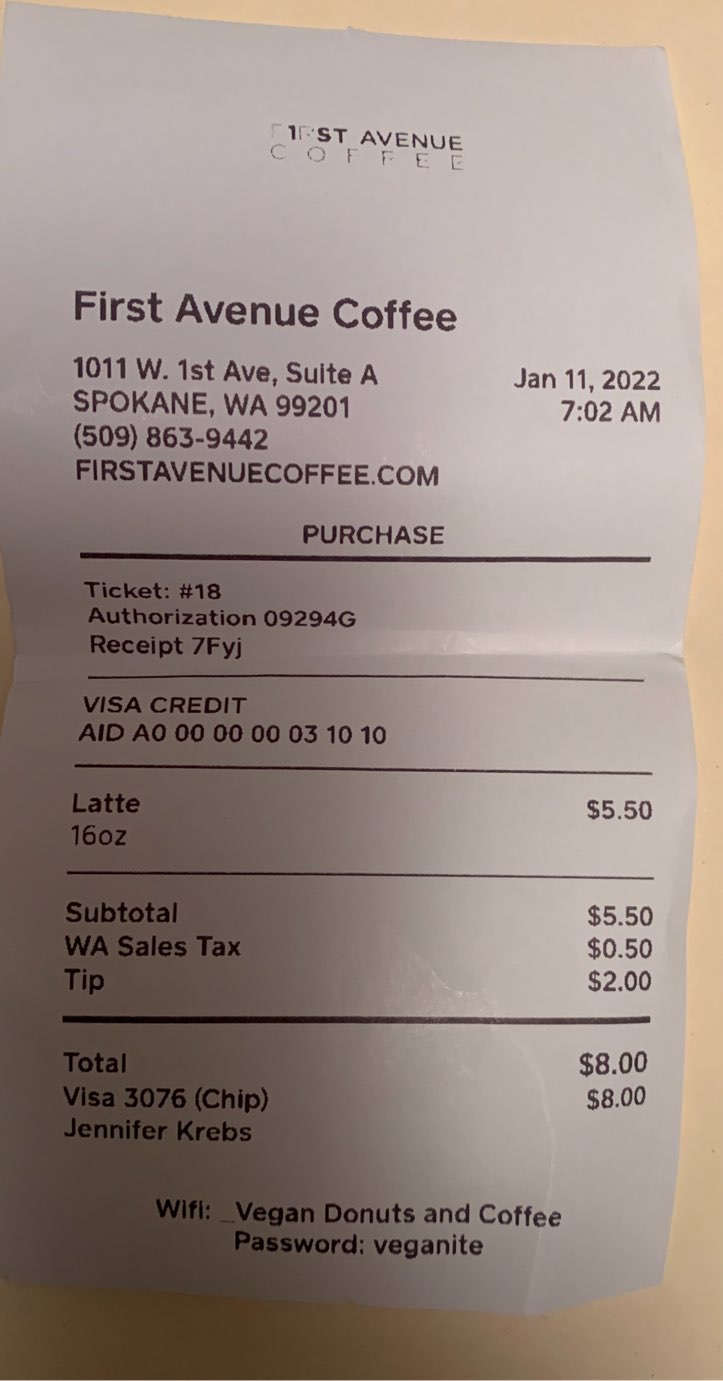 FIRST AVENUE
COFFEE
First Avenue Coffee
1011 W. 1st Ave, Suite A
SPOKANE, WA 99201
(509) 863-9442
FIRSTAVENUECOFFEE.COM
Jan 11, 2022
7:02 AM
PURCHASE
Ticket: #18
Authorization 09294G
Receipt 7Fyj
VISA CREDIT
AID A0 00 00 00 03 10 10
Latte $5.50
16oz
Subtotal $5.50
WA Sales Tax $0.50
Tip $2.00
Total $8.00
Visa 3076 (Chip) $8.00
Jennifer Krebs
Wifi: _Vegan Donuts and Coffee
Password: veganite